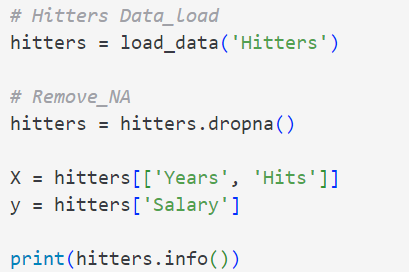 # Hitters Data_load
hitters = load_data('Hitters')
# Remove_NA
hitters = hitters.dropna()
X = hitters[['Years', 'Hits']]
y = hitters['Salary']
print(hitters.info())